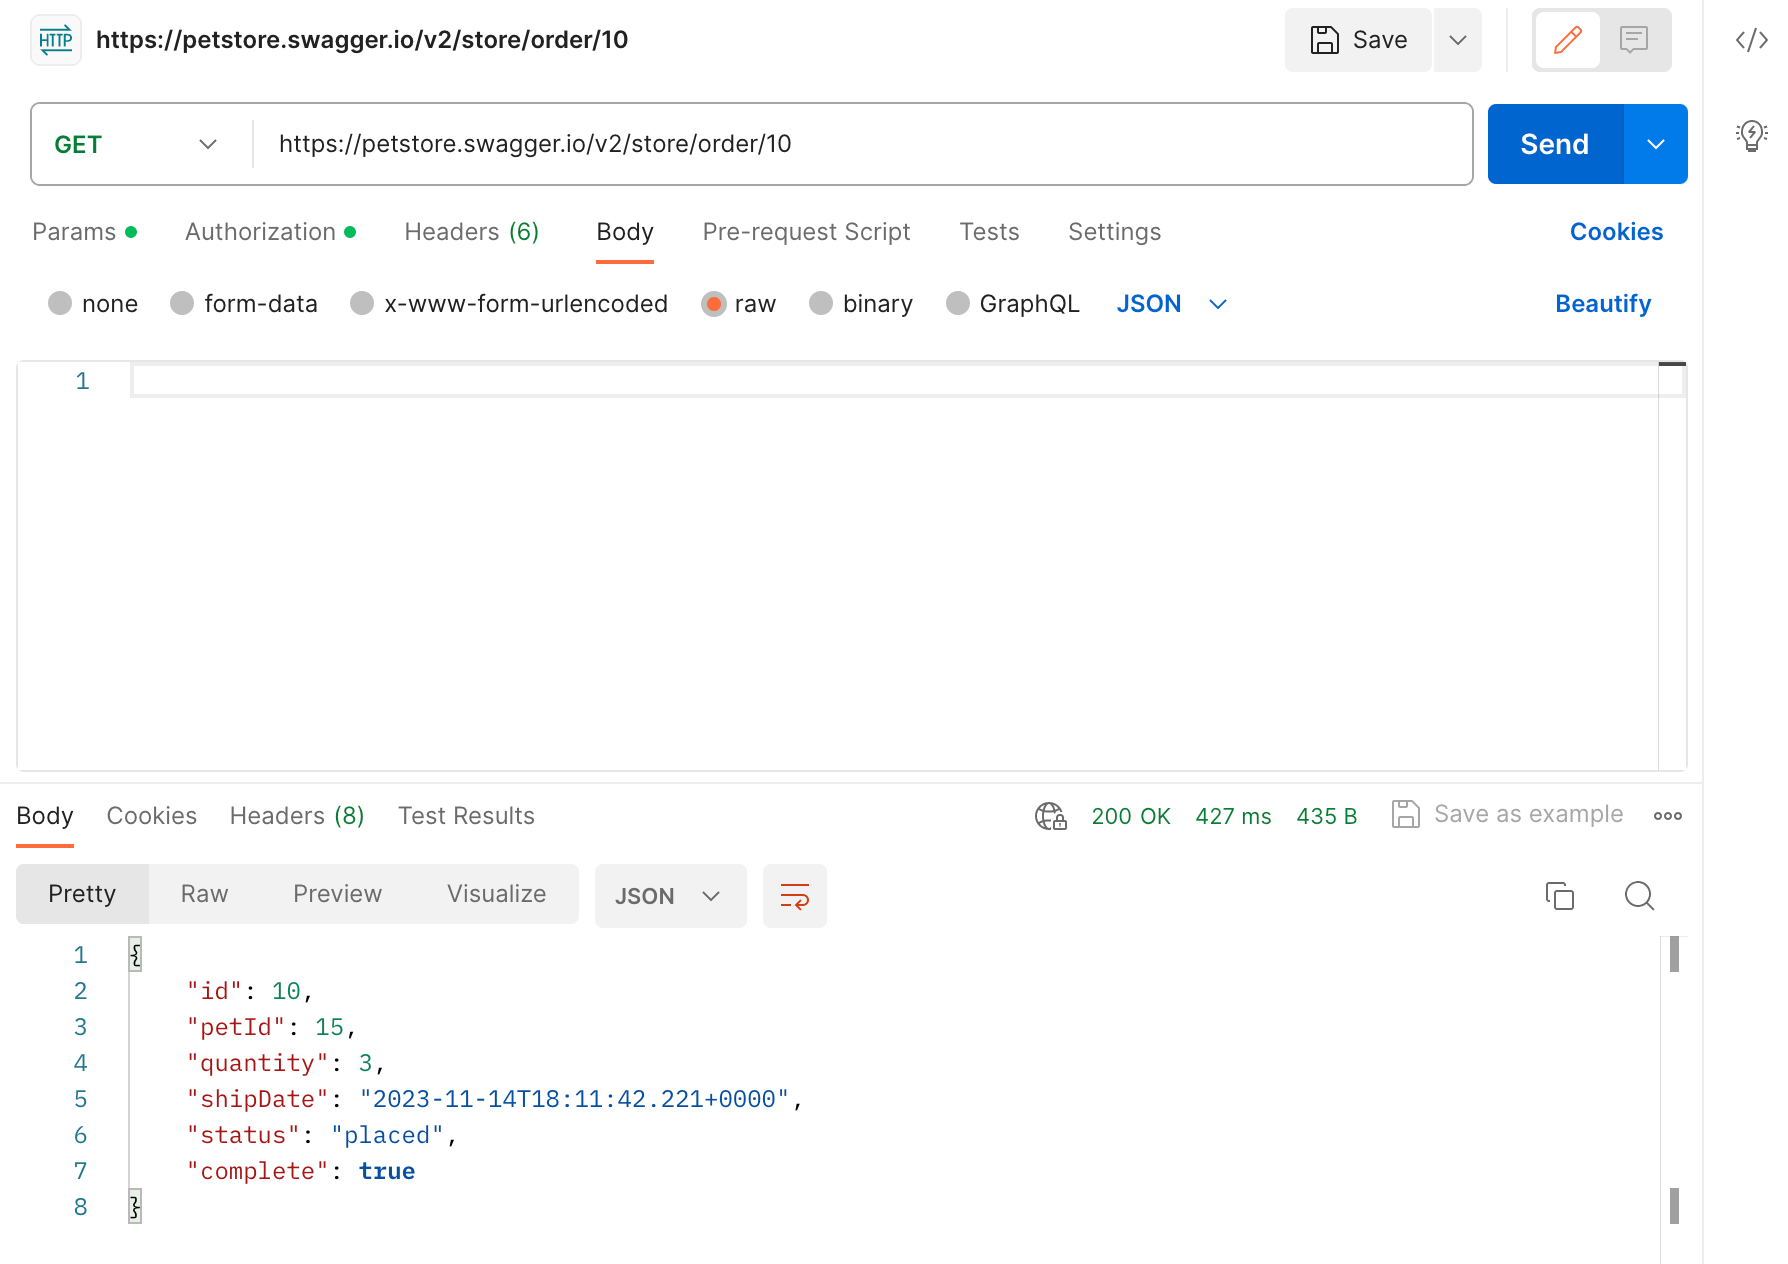 HTTP https://petstore.swagger.io/v2/store/order/10 Save
GET https://petstore.swagger.io/v2/store/order/10 Send
Params Authorization Headers (6) Body Pre-request Script Tests Settings Cookies
none form-data x-www-form-urlencoded raw binary GraphQL JSON Beautify
1
Body Cookies Headers (8) Test Results 200 OK 427 ms 435 B Save as example
Pretty Raw Preview Visualize JSON
1 {
2 "id": 10,
3 "petId": 15,
4 "quantity": 3,
5 "shipDate": "2023-11-14T18:11:42.221+0000",
6 "status": "placed",
7 "complete": true
8 }